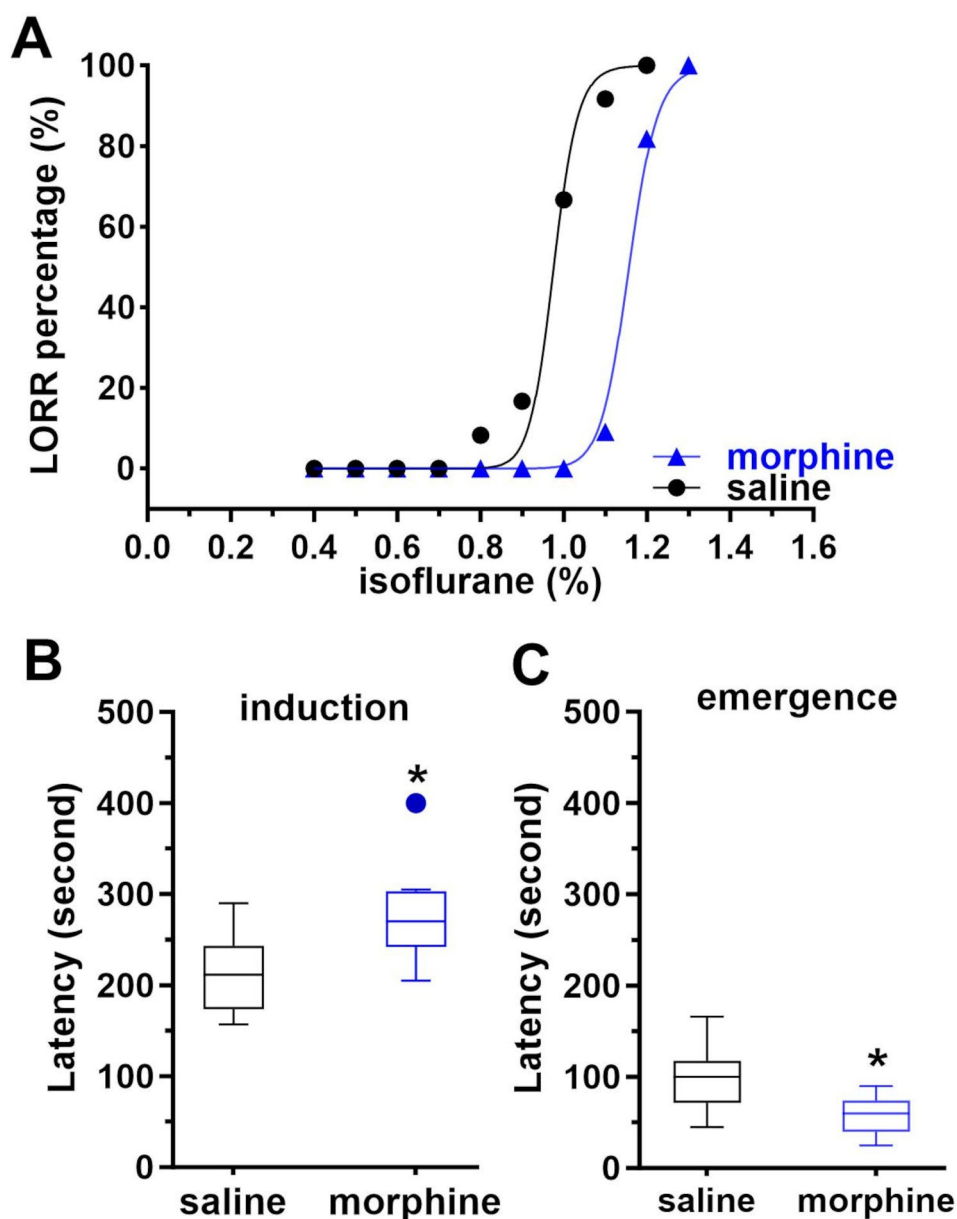 A
LORR percentage (%)
100
80
60
40
20
0
morphine
saline
0.0 0.2 0.4 0.6 0.8 1.0 1.2 1.4 1.6
isoflurane (%)
B
induction
Latency (second)
500
400
300
200
100
0
*
saline morphine
C
emergence
Latency (second)
500
400
300
200
100
0
*
saline morphine